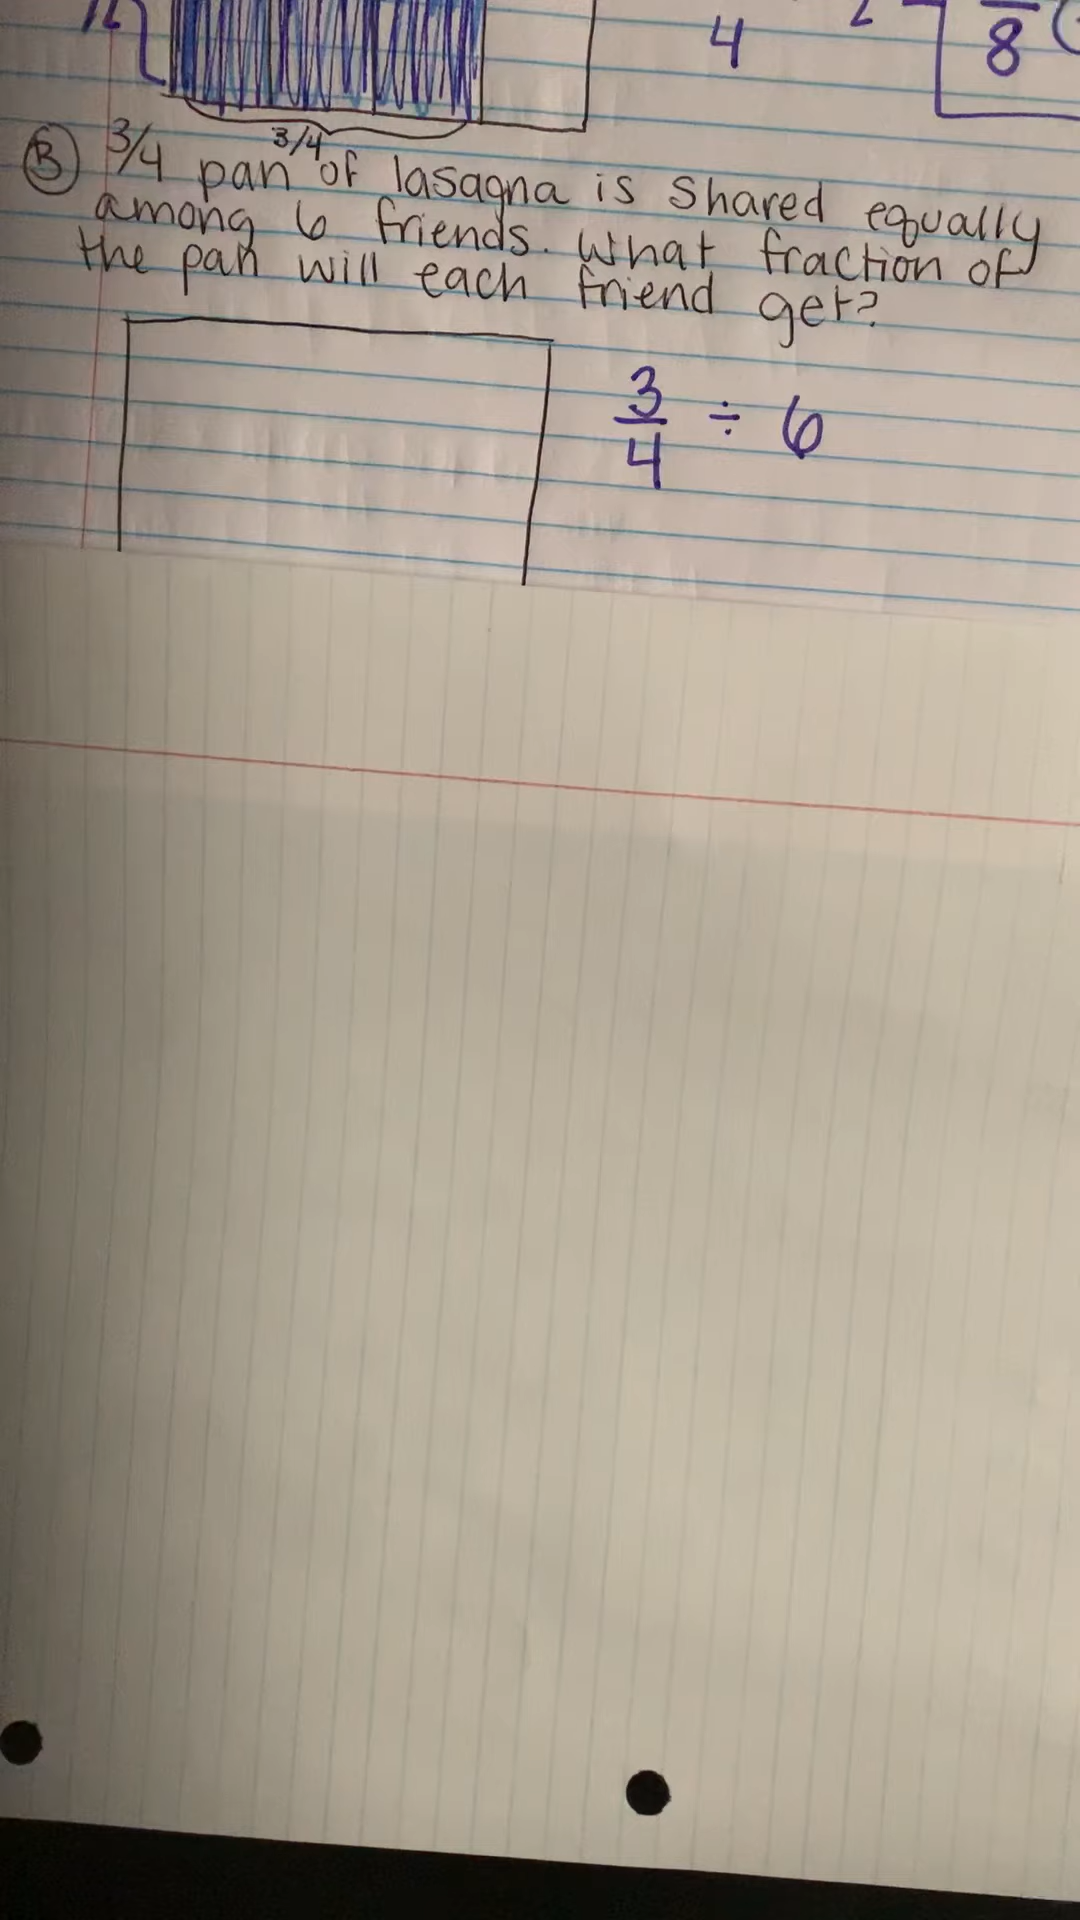 4
8
3/4
B 3/4 pan of lasagna is shared equally
among 6 friends. What fraction of
the pan will each friend get?
3/4 ÷ 6